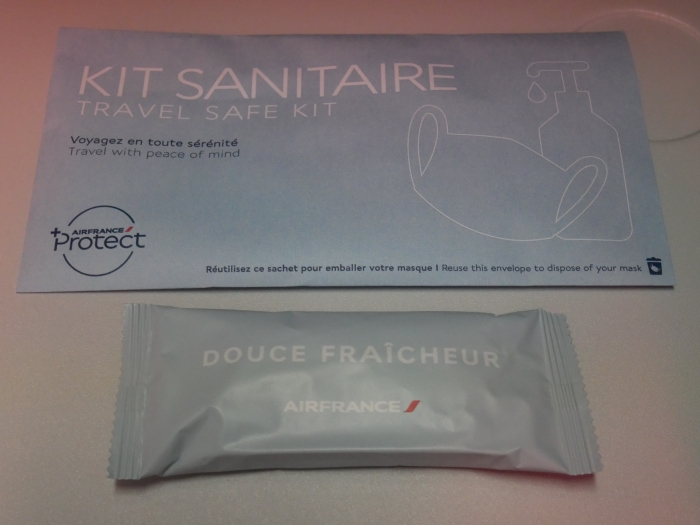 KIT SANITAIRE
TRAVEL SAFE KIT
Voyagez en toute sérénité
Travel with peace of mind
AIRFRANCE
+Protect
Réutilisez ce sachet pour emballer votre masque I Reuse this envelope to dispose of your mask
DOUCE FRAÎCHEUR
AIRFRANCE